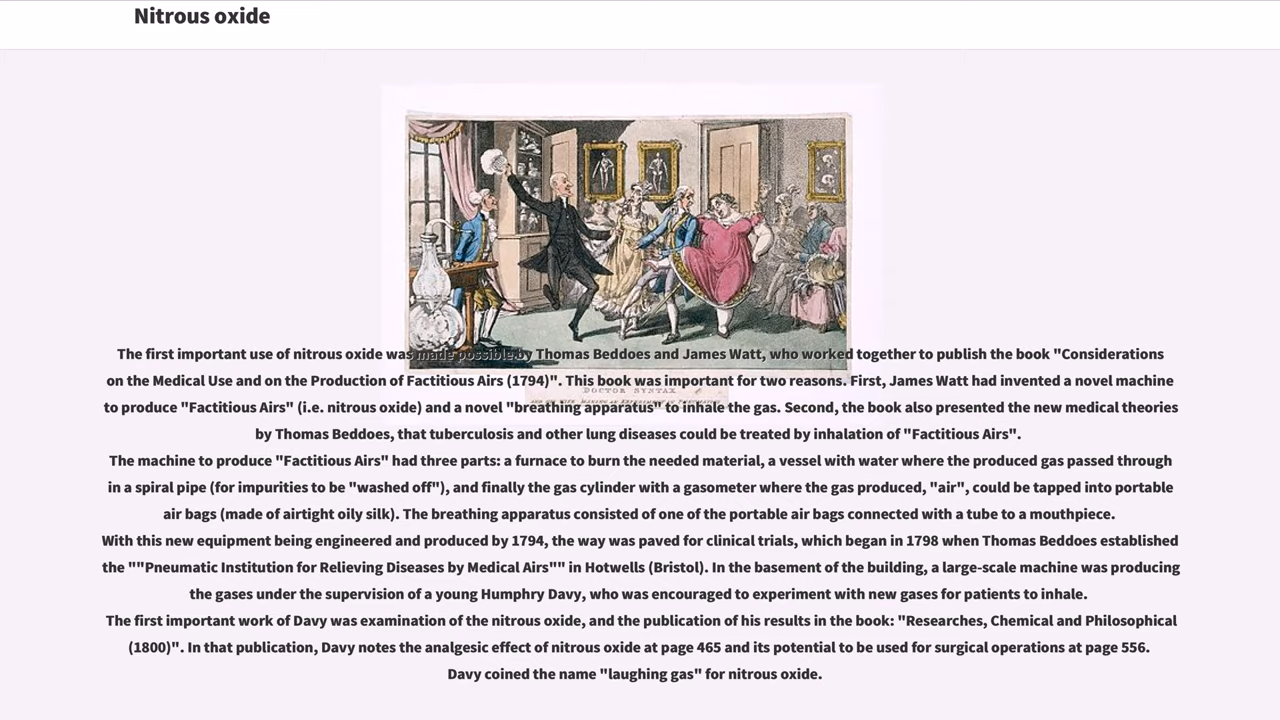 Nitrous oxide
The first important use of nitrous oxide was made possible by Thomas Beddoes and James Watt, who worked together to publish the book "Considerations
on the Medical Use and on the Production of Factitious Airs (1794)". This book was important for two reasons. First, James Watt had invented a novel machine
DOCTOR SYNTAX
to produce "Factitious Airs" (i.e. nitrous oxide) and a novel "breathing apparatus" to inhale the gas. Second, the book also presented the new medical theories
by Thomas Beddoes, that tuberculosis and other lung diseases could be treated by inhalation of "Factitious Airs".
The machine to produce "Factitious Airs" had three parts: a furnace to burn the needed material, a vessel with water where the produced gas passed through
in a spiral pipe (for impurities to be "washed off"), and finally the gas cylinder with a gasometer where the gas produced, "air", could be tapped into portable
air bags (made of airtight oily silk). The breathing apparatus consisted of one of the portable air bags connected with a tube to a mouthpiece.
With this new equipment being engineered and produced by 1794, the way was paved for clinical trials, which began in 1798 when Thomas Beddoes established
the ""Pneumatic Institution for Relieving Diseases by Medical Airs"" in Hotwells (Bristol). In the basement of the building, a large-scale machine was producing
the gases under the supervision of a young Humphry Davy, who was encouraged to experiment with new gases for patients to inhale.
The first important work of Davy was examination of the nitrous oxide, and the publication of his results in the book: "Researches, Chemical and Philosophical
(1800)". In that publication, Davy notes the analgesic effect of nitrous oxide at page 465 and its potential to be used for surgical operations at page 556.
Davy coined the name "laughing gas" for nitrous oxide.